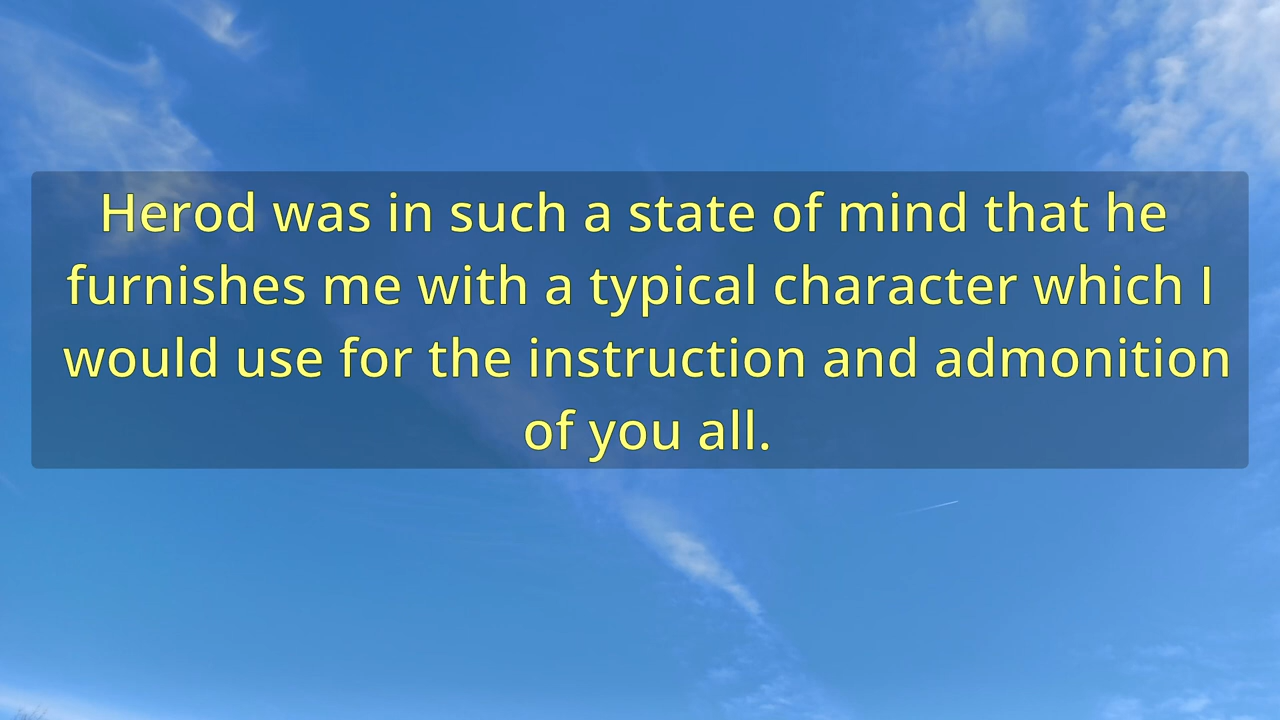 Herod was in such a state of mind that he
furnishes me with a typical character which I
would use for the instruction and admonition
of you all.